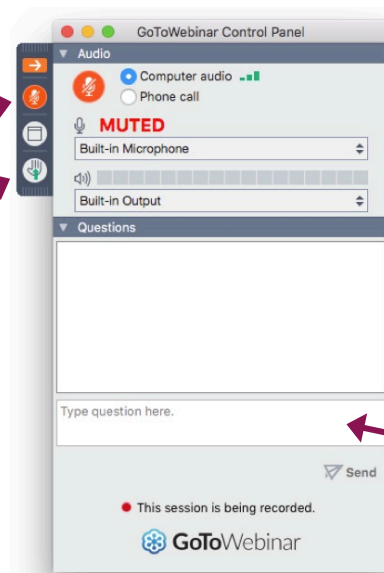 GoToWebinar Control Panel
Audio
Computer audio
Phone call
MUTED
Built-in Microphone
Built-in Output
Questions
Type question here.
Send
This session is being recorded.
GoToWebinar